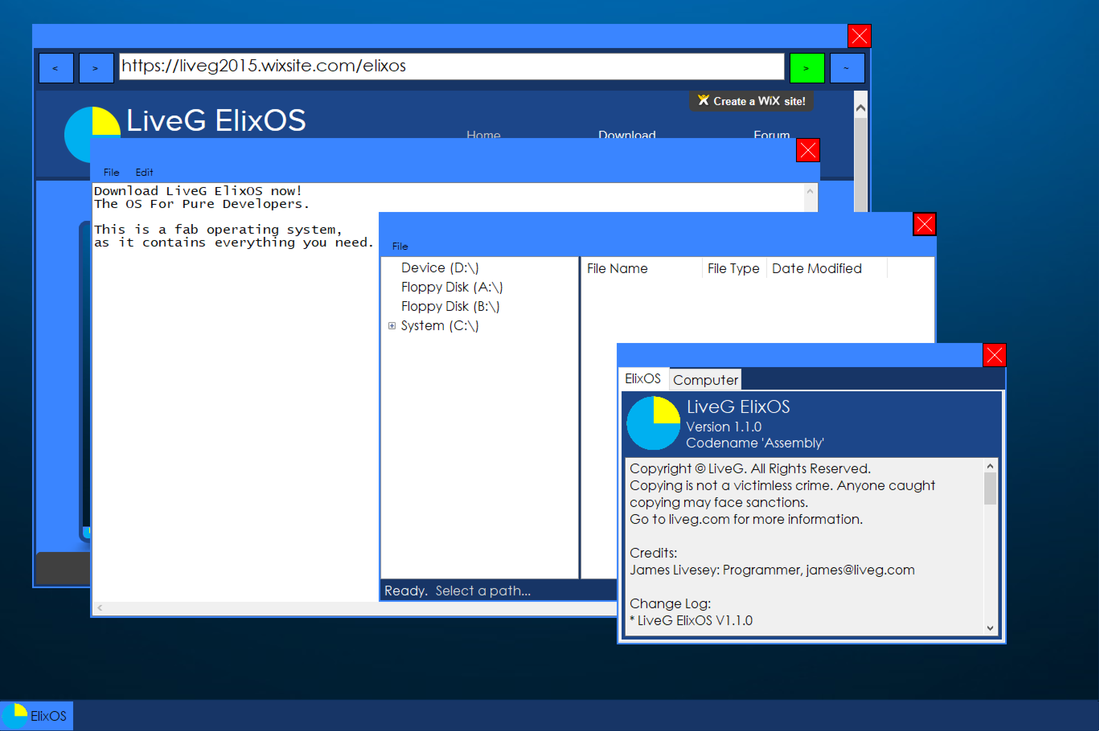 <
>
https://liveg2015.wixsite.com/elixos
>
~
Create a WiX site!
LiveG ElixOS
Home
Download
Forum
File Edit
Download LiveG ElixOS now!
The OS For Pure Developers.
This is a fab operating system,
as it contains everything you need.
File
Device (D:\)
Floppy Disk (A:\)
Floppy Disk (B:\)
System (C:\)
File Name File Type Date Modified
Ready. Select a path...
ElixOS Computer
LiveG ElixOS
Version 1.1.0
Codename 'Assembly'
Copyright © LiveG. All Rights Reserved.
Copying is not a victimless crime. Anyone caught
copying may face sanctions.
Go to liveg.com for more information.
Credits:
James Livesey: Programmer, james@liveg.com
Change Log:
* LiveG ElixOS V1.1.0
ElixOS